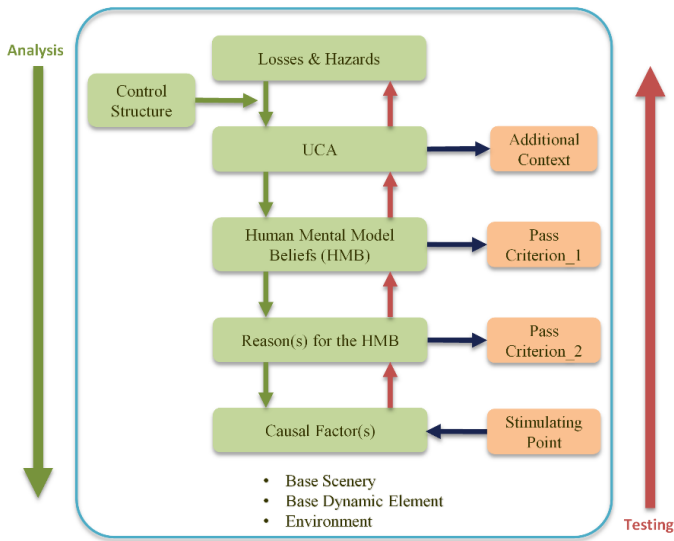 Analysis
Losses & Hazards
Control
Structure
UCA
Additional
Context
Human Mental Model
Beliefs (HMB)
Pass
Criterion_1
Reason(s) for the HMB
Pass
Criterion_2
Causal Factor(s)
Stimulating
Point
• Base Scenery
• Base Dynamic Element
• Environment
Testing